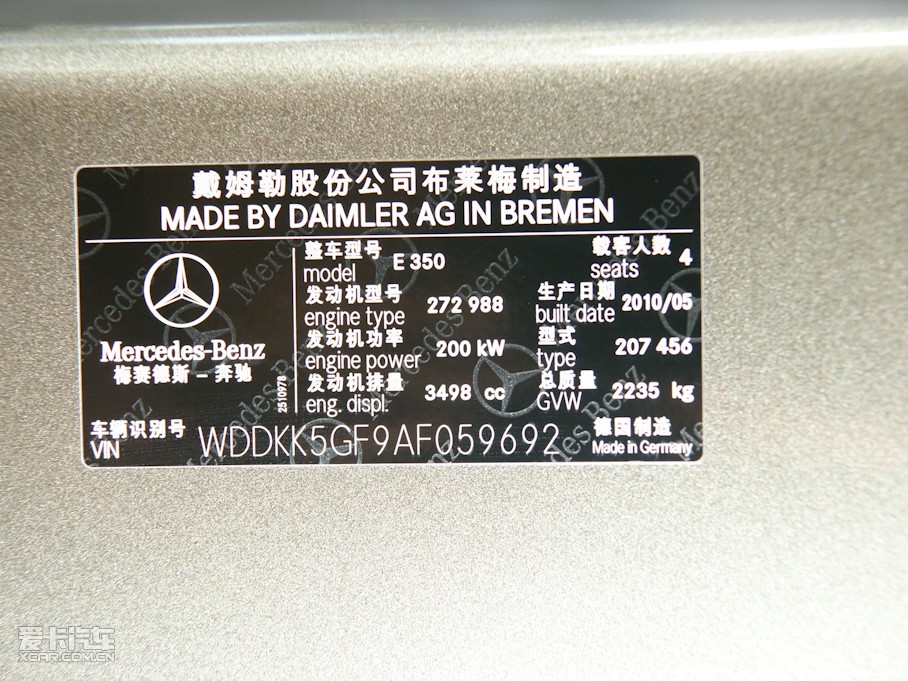 戴姆勒股份公司布莱梅制造
MADE BY DAIMLER AG IN BREMEN
整车型号 model E 350
载客人数 seats 4
发动机型号 engine type 272 988
生产日期 built date 2010/05
发动机功率 engine power 200 kW
型式 type 207 456
发动机排量 eng. displ. 3498 cc
总质量 GVW 2235 kg
Mercedes-Benz
梅赛德斯－奔驰
2510978
车辆识别号 VIN WDDKK5GF9AF059692
德国制造
Made in Germany
爱卡汽车
XCAR.COM.CN